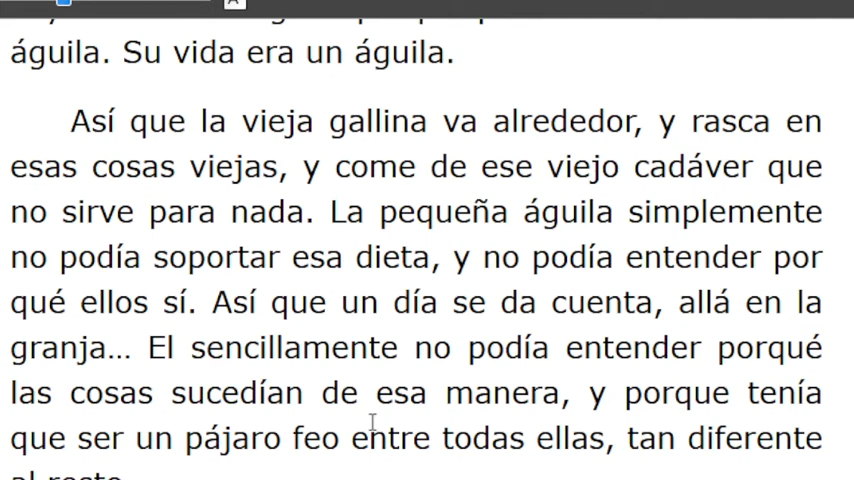 águila. Su vida era un águila.
Así que la vieja gallina va alrededor, y rasca en
esas cosas viejas, y come de ese viejo cadáver que
no sirve para nada. La pequeña águila simplemente
no podía soportar esa dieta, y no podía entender por
qué ellos sí. Así que un día se da cuenta, allá en la
granja... El sencillamente no podía entender porqué
las cosas sucedían de esa manera, y porque tenía
que ser un pájaro feo entre todas ellas, tan diferente
al resto